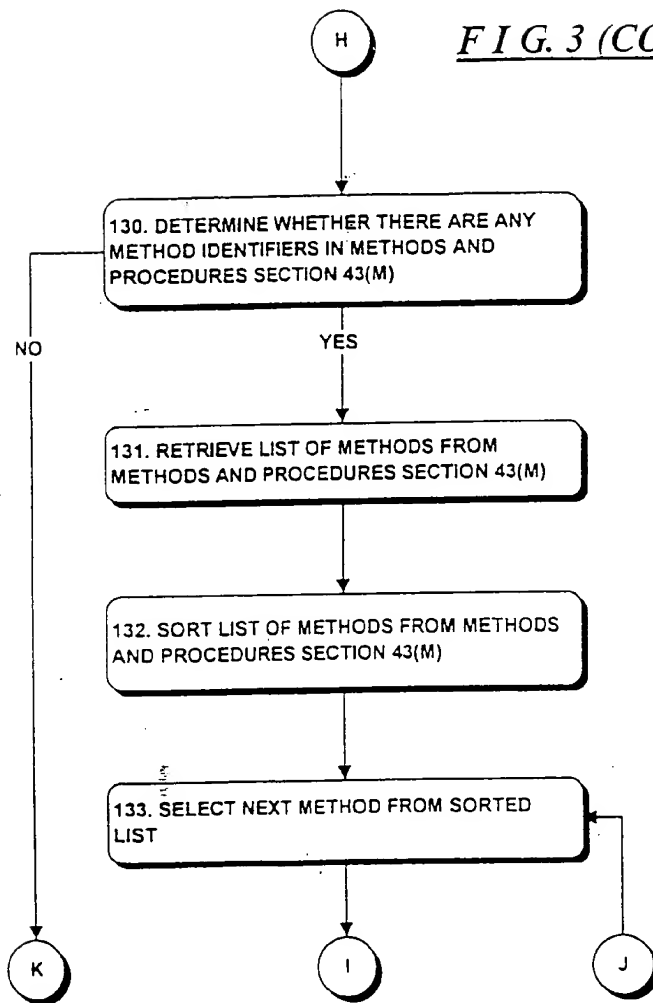 H
F I G. 3 (CO
130. DETERMINE WHETHER THERE ARE ANY
METHOD IDENTIFIERS IN METHODS AND
PROCEDURES SECTION 43(M)
NO
YES
131. RETRIEVE LIST OF METHODS FROM
METHODS AND PROCEDURES SECTION 43(M)
132. SORT LIST OF METHODS FROM METHODS
AND PROCEDURES SECTION 43(M)
133. SELECT NEXT METHOD FROM SORTED
LIST
K
I
J